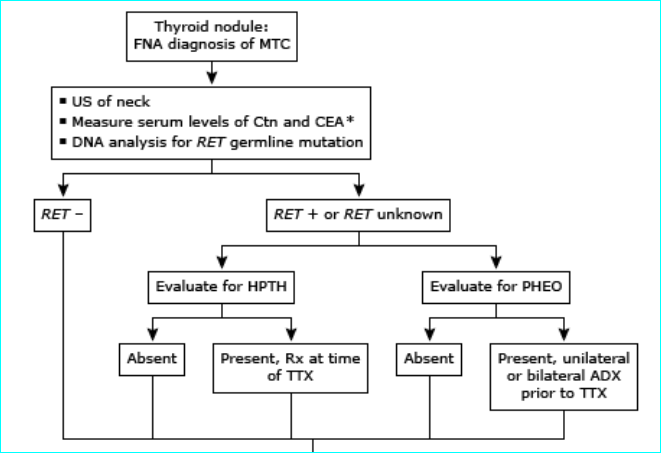 Thyroid nodule:
FNA diagnosis of MTC
▪ US of neck
▪ Measure serum levels of Ctn and CEA*
▪ DNA analysis for RET germline mutation
RET –
RET + or RET unknown
Evaluate for HPTH
Evaluate for PHEO
Absent
Present, Rx at time
of TTX
Absent
Present, unilateral
or bilateral ADX
prior to TTX